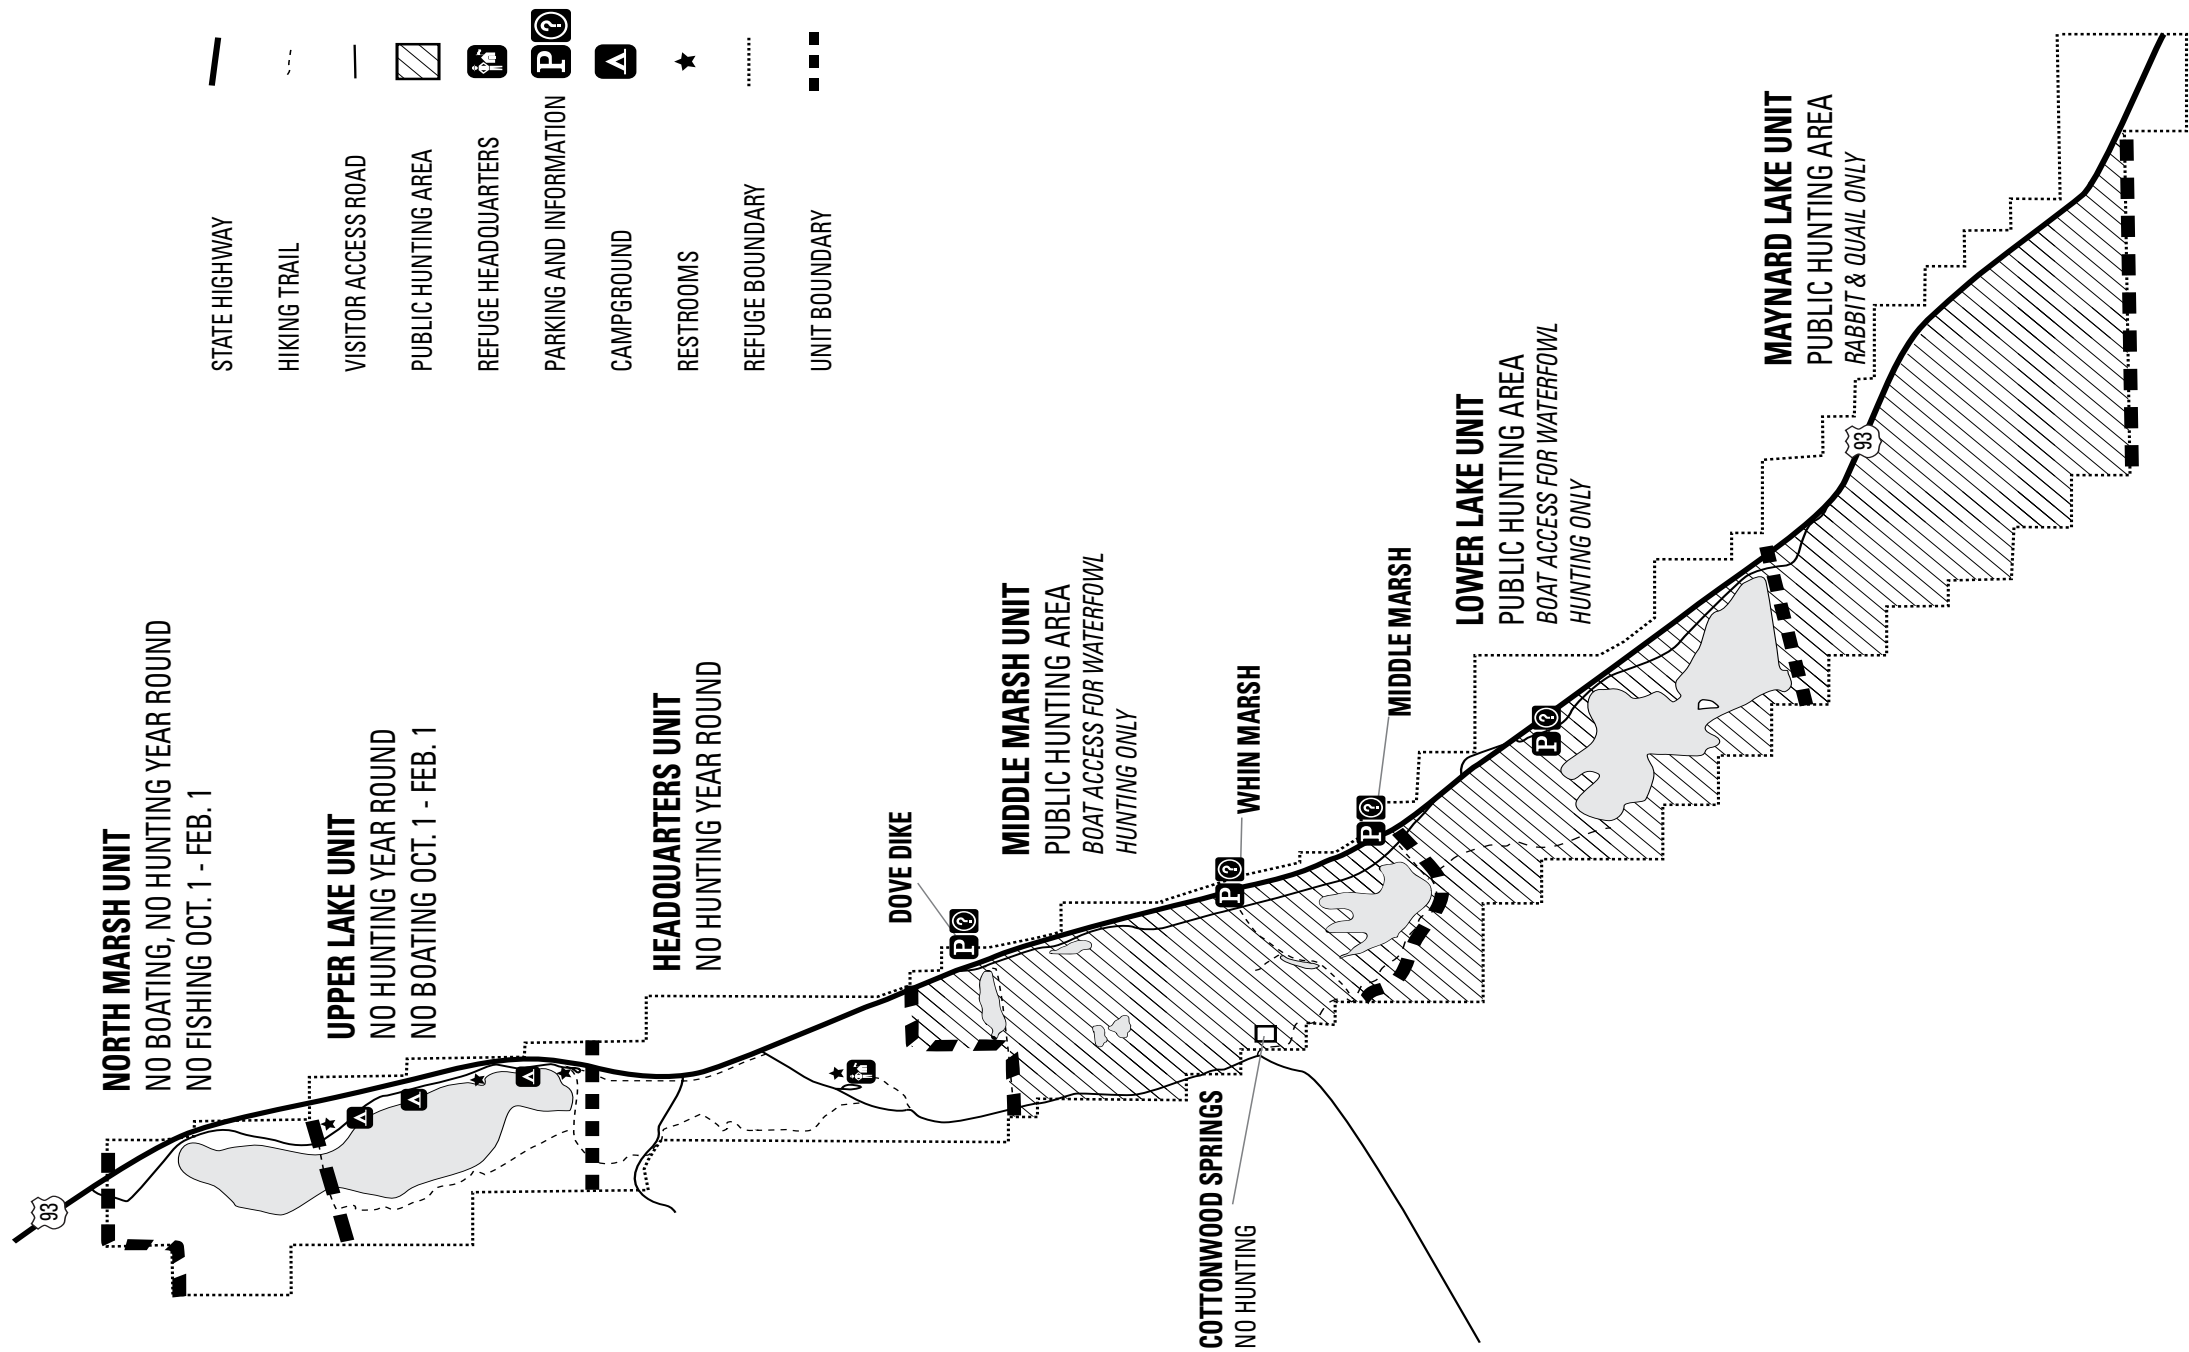 93
NORTH MARSH UNIT
NO BOATING, NO HUNTING YEAR ROUND
NO FISHING OCT. 1 - FEB. 1
UPPER LAKE UNIT
NO HUNTING YEAR ROUND
NO BOATING OCT. 1 - FEB. 1
HEADQUARTERS UNIT
NO HUNTING YEAR ROUND
DOVE DIKE
P ?
MIDDLE MARSH UNIT
PUBLIC HUNTING AREA
BOAT ACCESS FOR WATERFOWL
HUNTING ONLY
COTTONWOOD SPRINGS
NO HUNTING
WHIN MARSH
P ?
MIDDLE MARSH
P ?
LOWER LAKE UNIT
PUBLIC HUNTING AREA
BOAT ACCESS FOR WATERFOWL
HUNTING ONLY
P ?
MAYNARD LAKE UNIT
PUBLIC HUNTING AREA
RABBIT & QUAIL ONLY
93
STATE HIGHWAY
HIKING TRAIL
VISITOR ACCESS ROAD
PUBLIC HUNTING AREA
REFUGE HEADQUARTERS
PARKING AND INFORMATION P ?
CAMPGROUND
RESTROOMS
REFUGE BOUNDARY
UNIT BOUNDARY